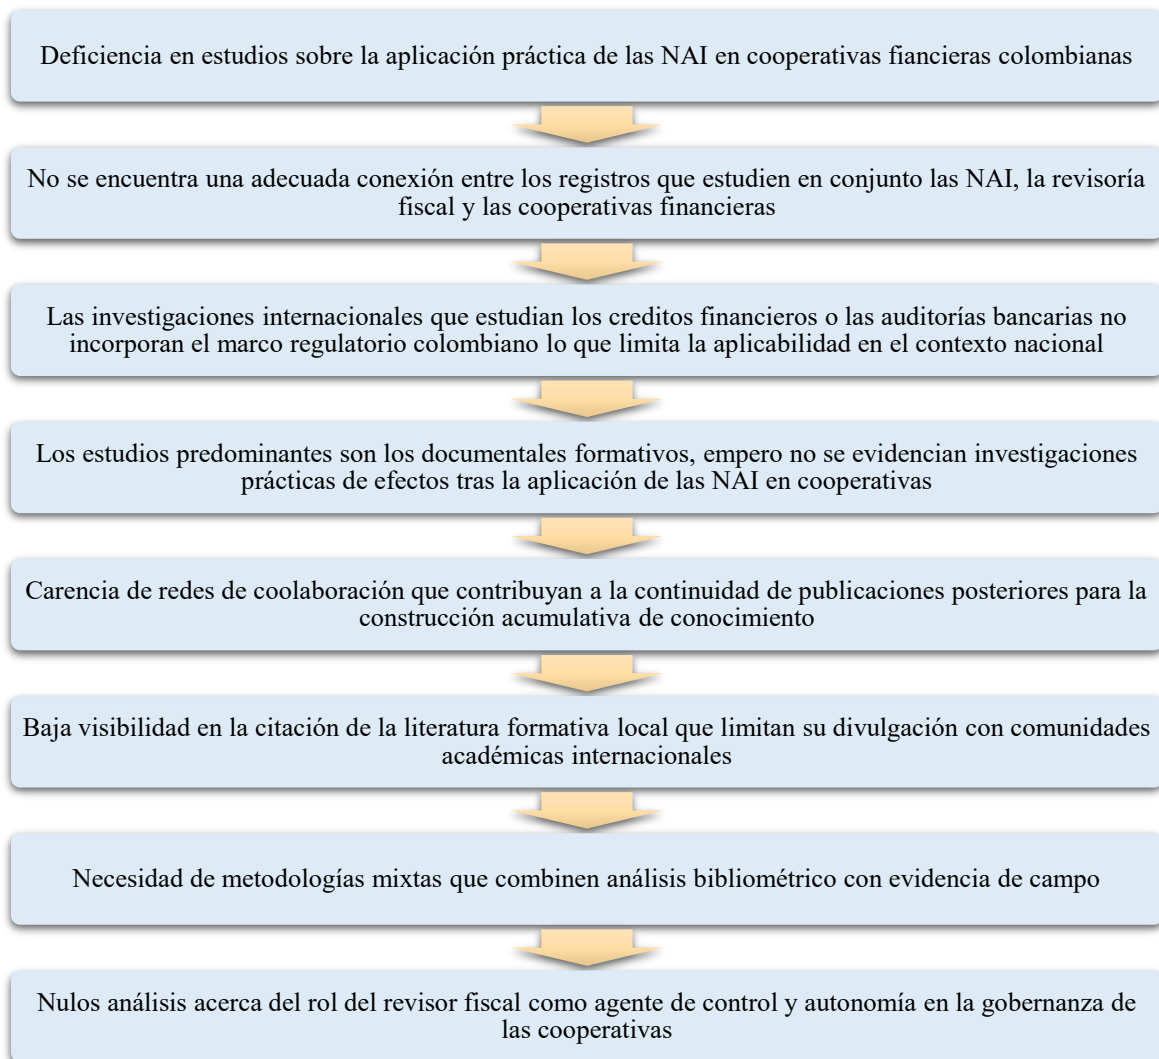 Deficiencia en estudios sobre la aplicación práctica de las NAI en cooperativas fiancieras colombianas
No se encuentra una adecuada conexión entre los registros que estudien en conjunto las NAI, la revisoría
fiscal y las cooperativas financieras
Las investigaciones internacionales que estudian los creditos financieros o las auditorías bancarias no
incorporan el marco regulatorio colombiano lo que limita la aplicabilidad en el contexto nacional
Los estudios predominantes son los documentales formativos, empero no se evidencian investigaciones
prácticas de efectos tras la aplicación de las NAI en cooperativas
Carencia de redes de coolaboración que contribuyan a la continuidad de publicaciones posteriores para la
construcción acumulativa de conocimiento
Baja visibilidad en la citación de la literatura formativa local que limitan su divulgación con comunidades
académicas internacionales
Necesidad de metodologías mixtas que combinen análisis bibliométrico con evidencia de campo
Nulos análisis acerca del rol del revisor fiscal como agente de control y autonomía en la gobernanza de
las cooperativas